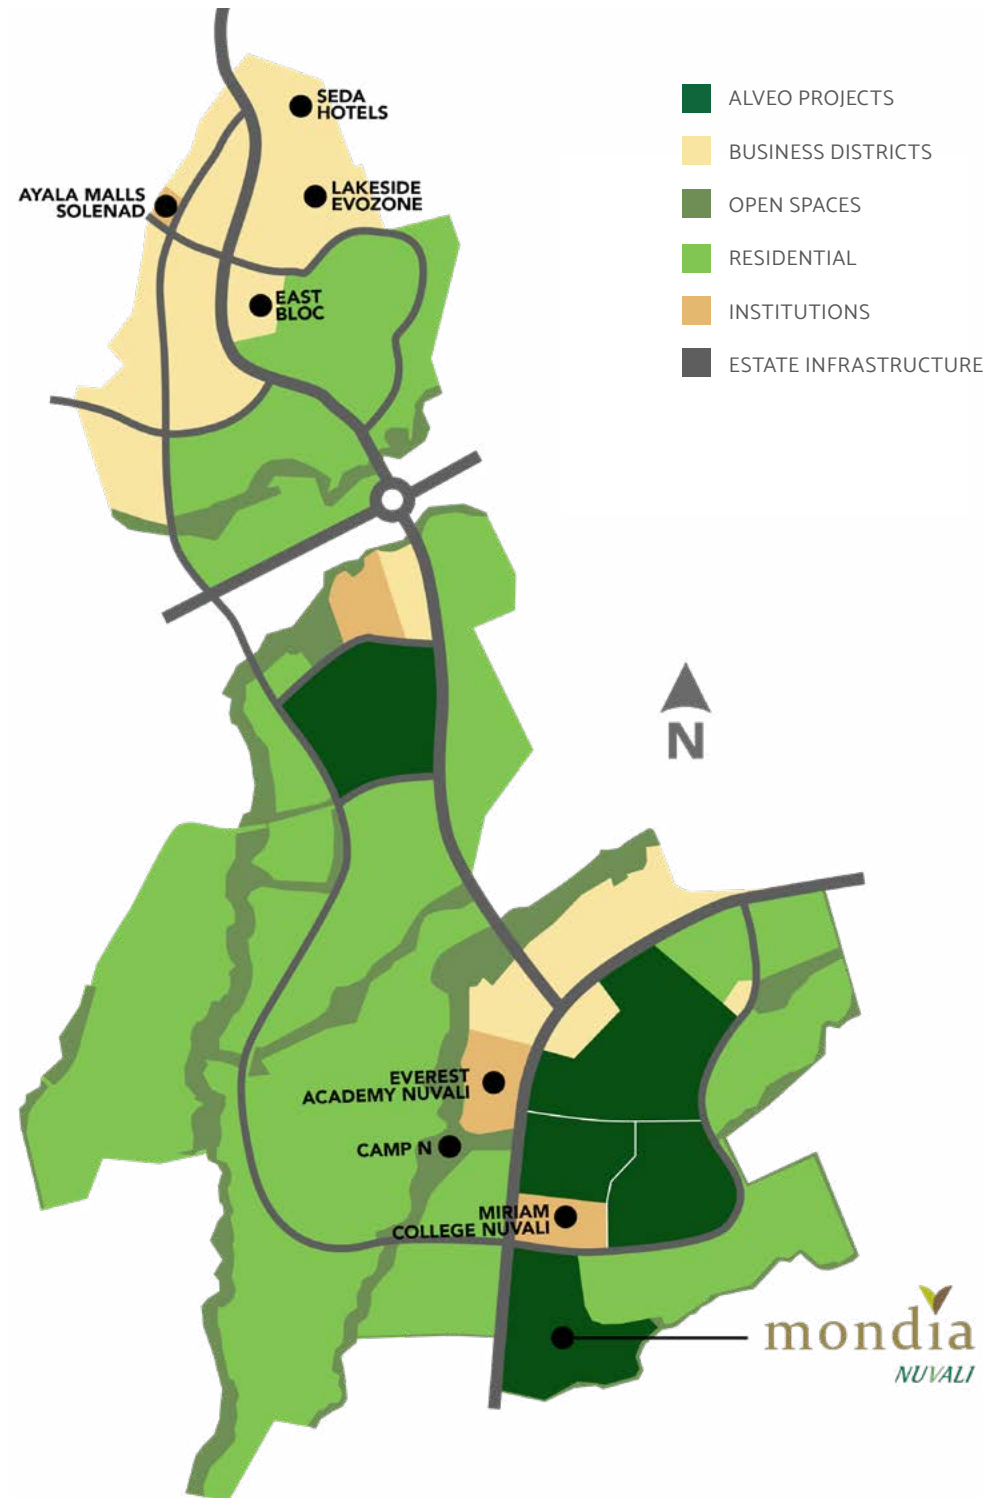 SEDA
HOTELS
AYALA MALLS
SOLENAD
LAKESIDE
EVOZONE
EAST
BLOC
ALVEO PROJECTS
BUSINESS DISTRICTS
OPEN SPACES
RESIDENTIAL
INSTITUTIONS
ESTATE INFRASTRUCTURE
N
EVEREST
ACADEMY NUVALI
CAMP N
MIRIAM
COLLEGE NUVALI
mondia
NUVALI